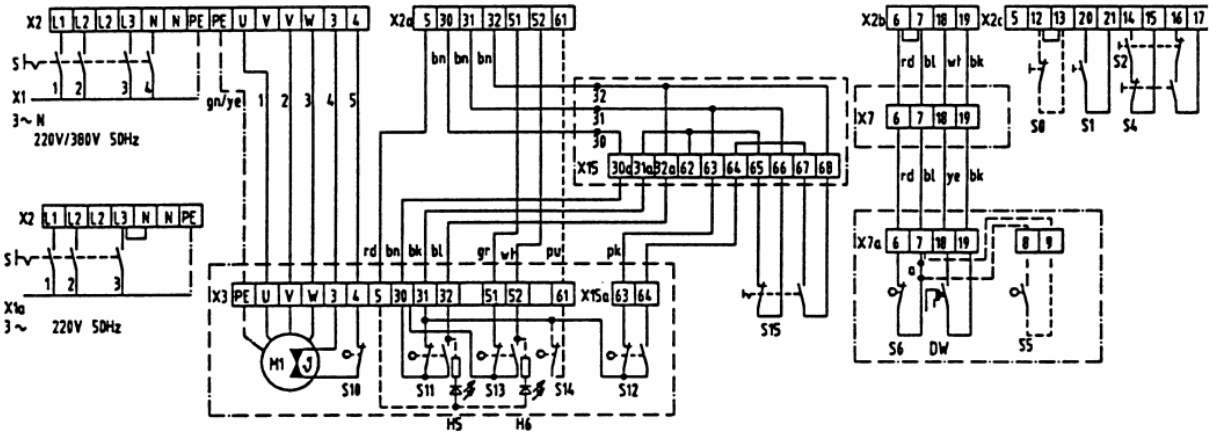 X2 L1 L2 L2 L3 N N PE PE U V V W 3 4
X2a 5 30 31 32 51 52 61
X2b 6 7 18 19
X2c 5 12 13 20 21 14 15 16 17
bn bn bn
rd bl wt bk
S
1 2 3 4
X1
3~ N
220V/380V 50Hz
gn/ye 1 2 3 4 5
32
31
30
S2
S0 S1 S4
X7 6 7 18 19
X15 30a 31a 32a 62 63 64 65 66 67 68
rd bl ye bk
X2 L1 L2 L2 L3 N N PE
S
1 2 3
X1a
3~ 220V 50Hz
rd bn bk bl gr wh pu pk
X7a 6 7 18 19 8 9
a
X3 PE U V W 3 4 5 30 31 32 51 52 61
X15a 63 64
S15
S6 DW S5
M1 ϑ
S10 S11 S13 S14 S12
H5 H6